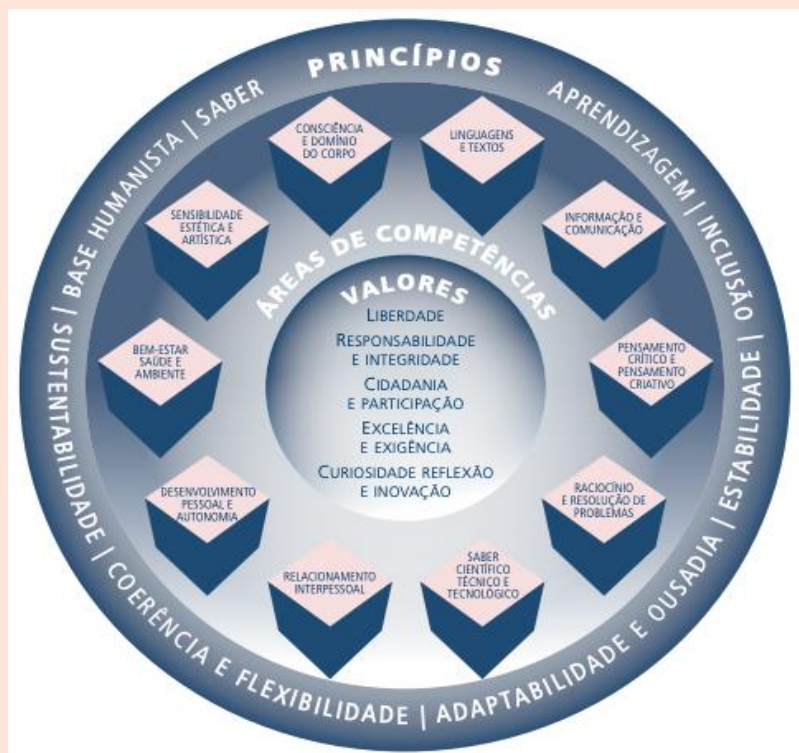 PRINCÍPIOS
BASE HUMANISTA | SABER
APRENDIZAGEM | INCLUSÃO | ESTABILIDADE | ADAPTABILIDADE E OUSADIA | COERÊNCIA E FLEXIBILIDADE | SUSTENTABILIDADE |
ÁREAS DE COMPETÊNCIAS
CONSCIÊNCIA
E DOMÍNIO
DO CORPO
LINGUAGENS
E TEXTOS
INFORMAÇÃO E
COMUNICAÇÃO
PENSAMENTO
CRÍTICO E
PENSAMENTO
CRIATIVO
RACIOCÍNIO
E RESOLUÇÃO DE
PROBLEMAS
SABER
CIENTÍFICO
TÉCNICO E
TECNOLÓGICO
RELACIONAMENTO
INTERPESSOAL
DESENVOLVIMENTO
PESSOAL E
AUTONOMIA
BEM-ESTAR
SAÚDE E
AMBIENTE
SENSIBILIDADE
ESTÉTICA E
ARTÍSTICA
VALORES
LIBERDADE
RESPONSABILIDADE
E INTEGRIDADE
CIDADANIA
E PARTICIPAÇÃO
EXCELÊNCIA
E EXIGÊNCIA
CURIOSIDADE REFLEXÃO
E INOVAÇÃO